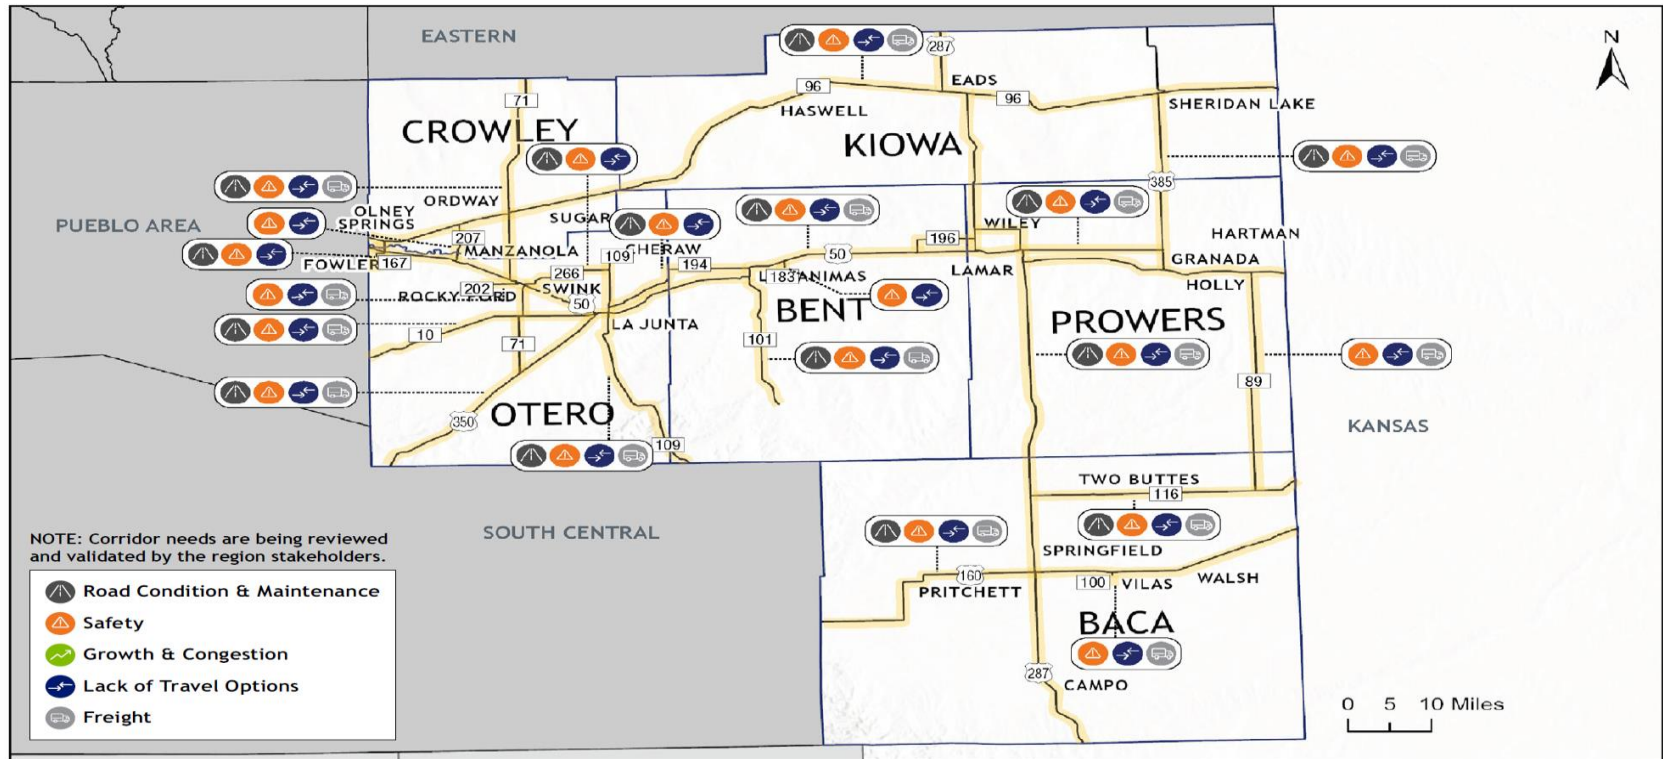 EASTERN
N
287
71
EADS
96
96
HASWELL
SHERIDAN LAKE
CROWLEY
KIOWA
385
ORDWAY
OLNEY
SPRINGS
SUGAR
PUEBLO AREA
WILEY
207
MANZANOLA
CHERAW
196
HARTMAN
109
50
FOWLER
167
266
194
183
ANIMAS
LAMAR
GRANADA
HOLLY
202
SWINK
50
BENT
PROWERS
LA JUNTA
10
71
101
89
350
OTERO
109
KANSAS
TWO BUTTES
116
SOUTH CENTRAL
SPRINGFIELD
160
100
VILAS
WALSH
PRITCHETT
BACA
287
CAMPO
NOTE: Corridor needs are being reviewed
and validated by the region stakeholders.
Road Condition & Maintenance
Safety
Growth & Congestion
Lack of Travel Options
Freight
0 5 10 Miles